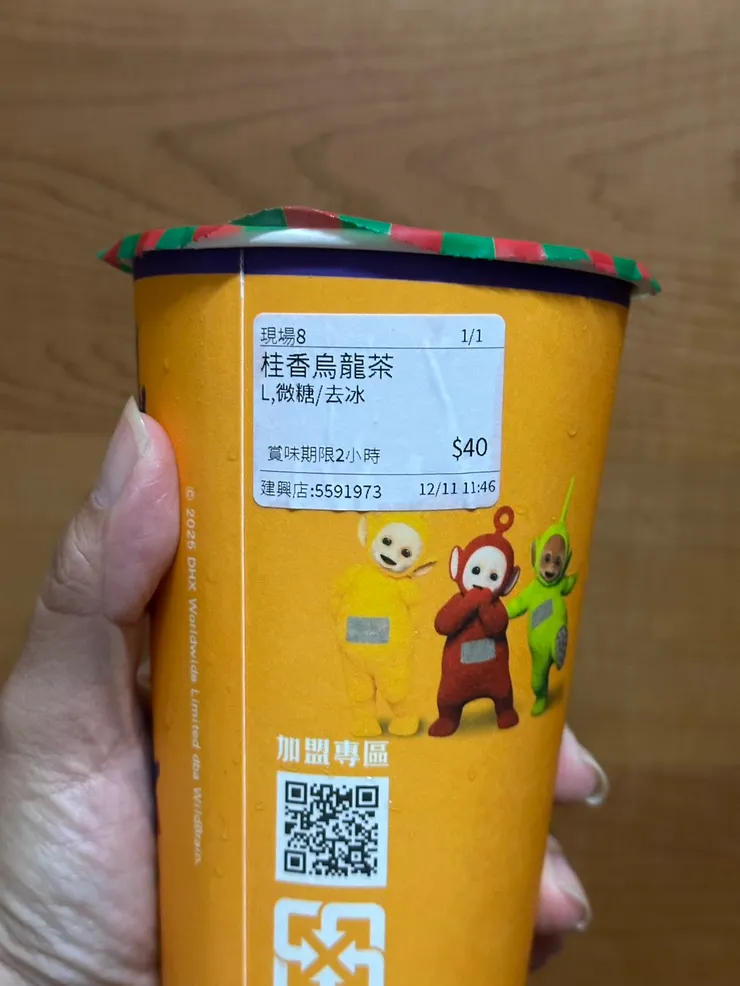 現場8 1/1
桂香烏龍茶
L,微糖/去冰
賞味期限2小時 $40
建興店:5591973 12/11 11:46
© 2025 DHX Worldwide Limited dba WildBrain.
加盟專區